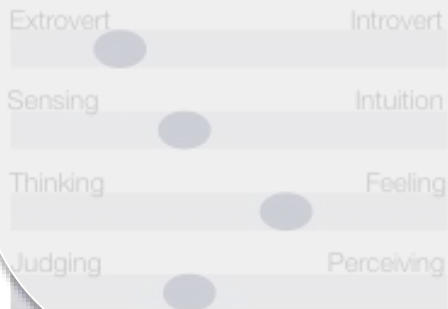 Extrovert Introvert
Sensing Intuition
Thinking Feeling
Judging Perceiving